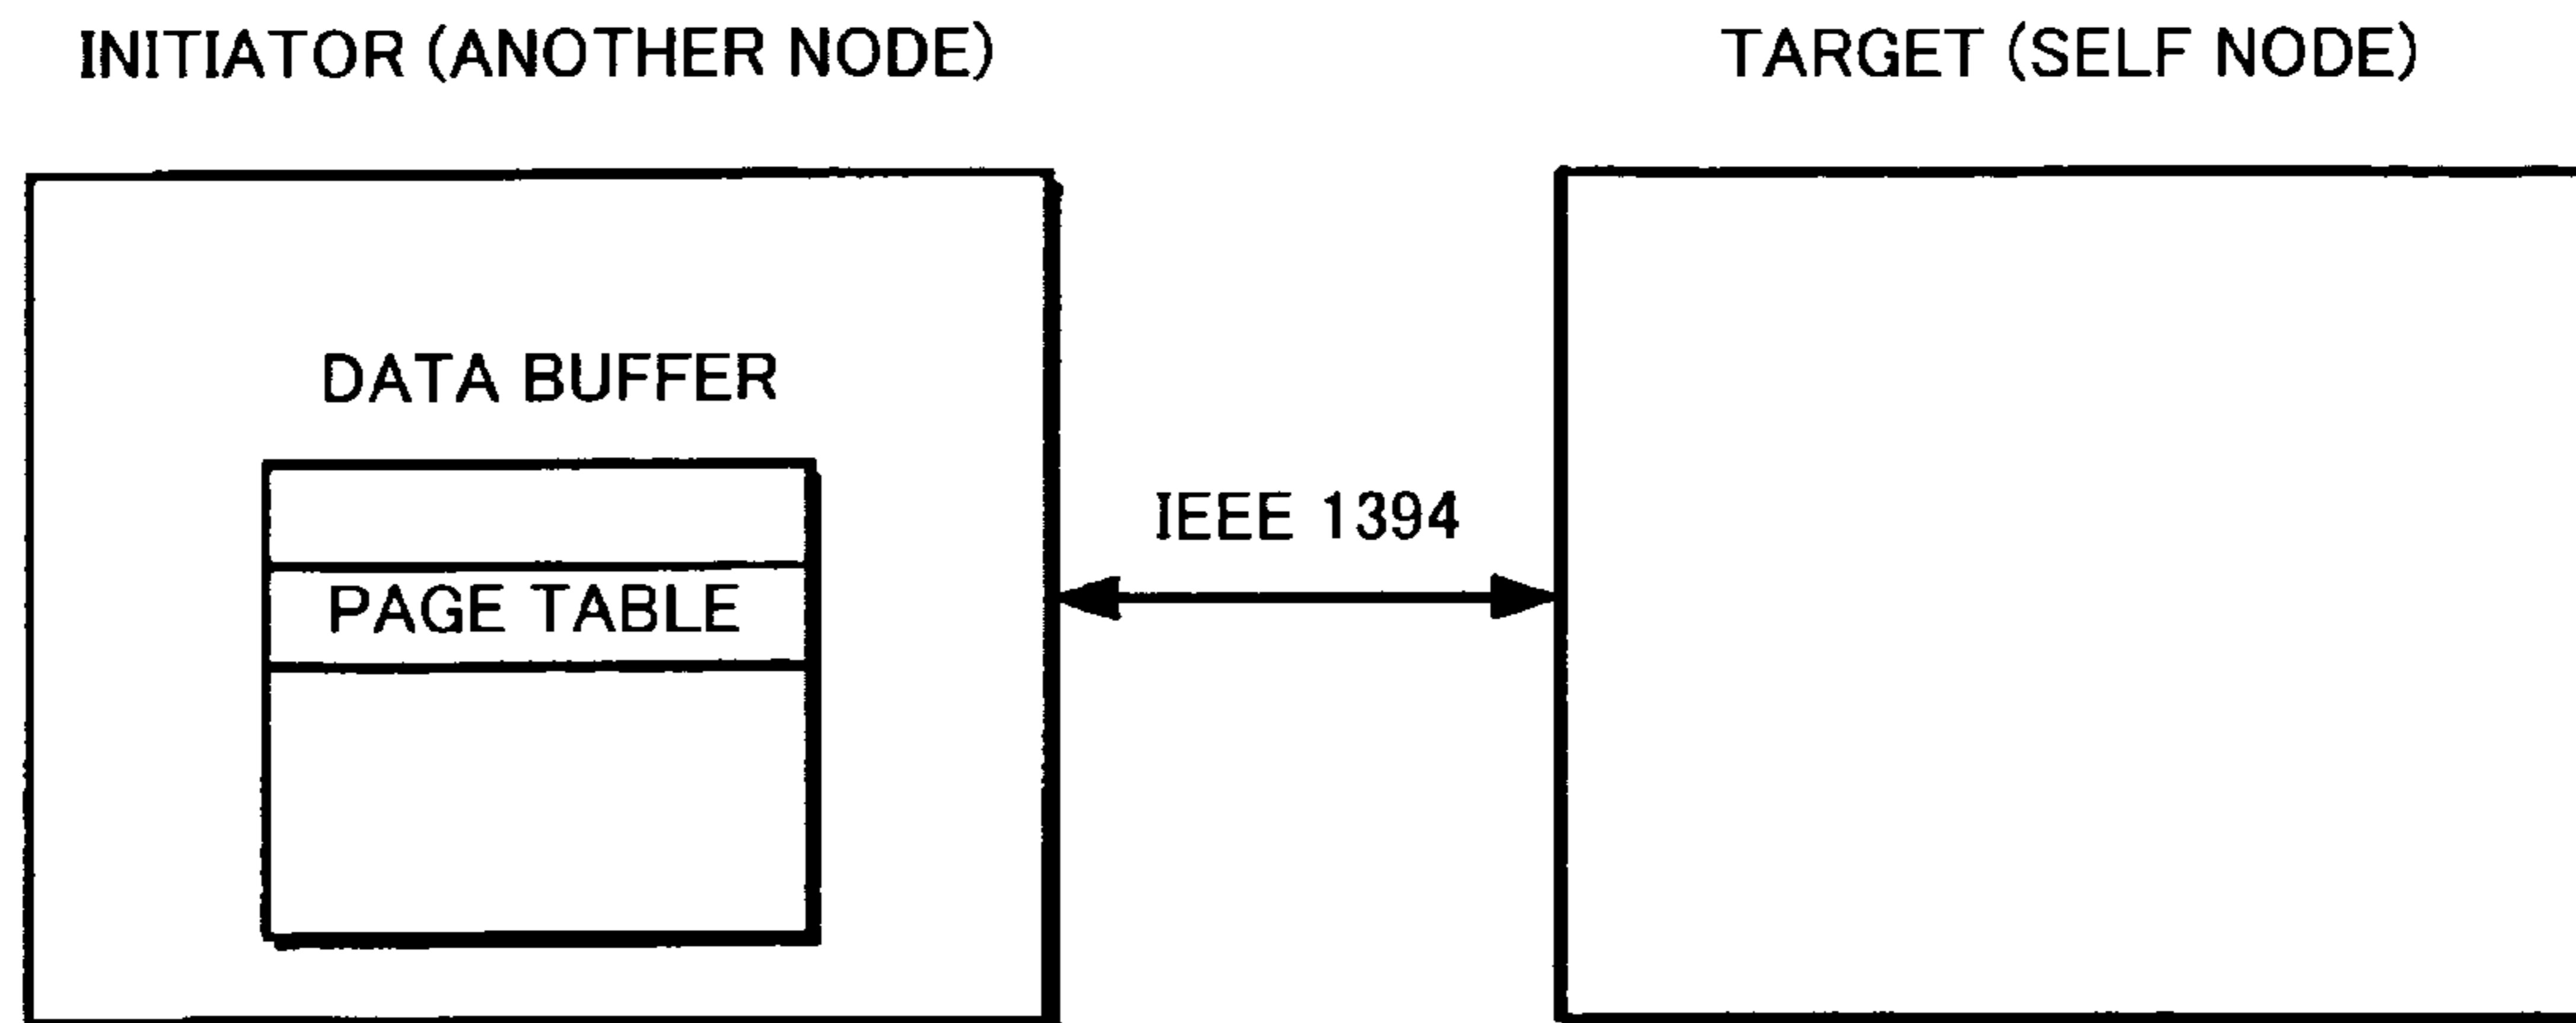 INITIATOR (ANOTHER NODE)
TARGET (SELF NODE)
DATA BUFFER
IEEE 1394
PAGE TABLE